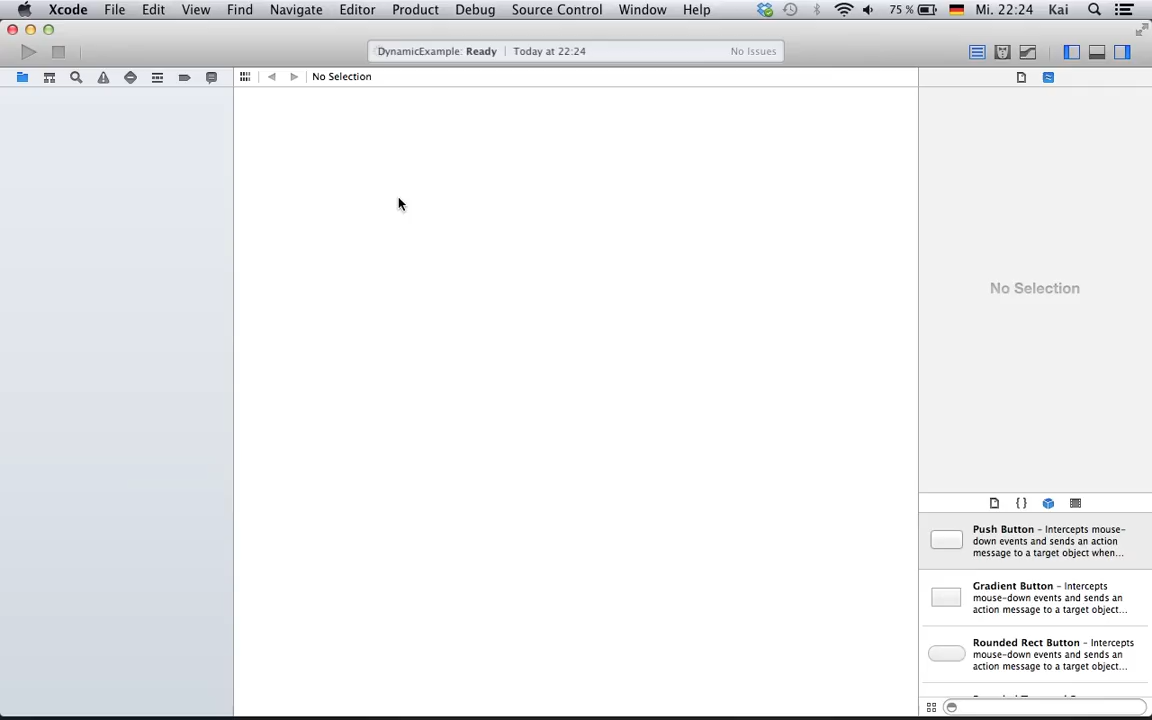 Xcode File Edit View Find Navigate Editor Product Debug Source Control Window Help 75 % Mi. 22:24 Kai
DynamicExample: Ready Today at 22:24 No Issues
No Selection
No Selection
{ }
Push Button – Intercepts mouse-
down events and sends an action
message to a target object when...
Gradient Button – Intercepts
mouse-down events and sends an
action message to a target object...
Rounded Rect Button – Intercepts
mouse-down events and sends an
action message to a target object...